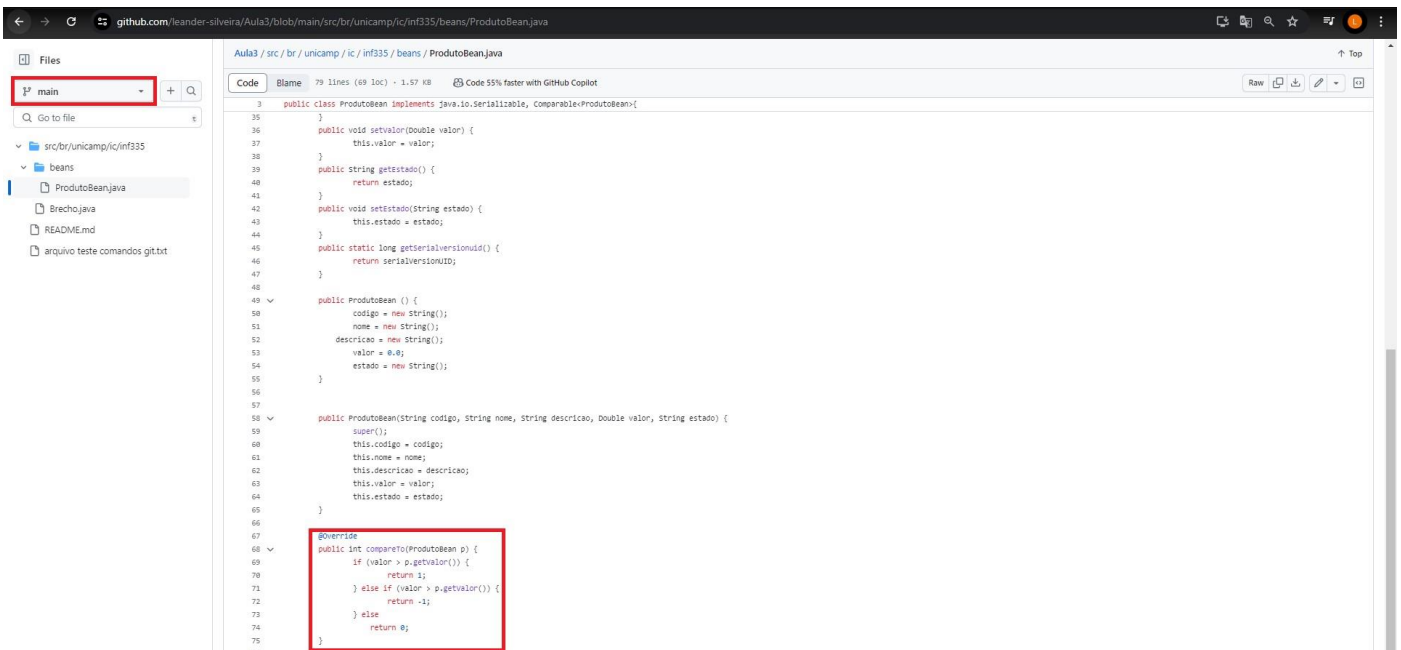 github.com/leander-silveira/Aula3/blob/main/src/br/unicamp/ic/inf335/beans/ProdutoBean.java
L
Files
main
Go to file
t
src/br/unicamp/ic/inf335
beans
ProdutoBean.java
Brecho.java
README.md
arquivo teste comandos git.txt
Aula3 / src / br / unicamp / ic / inf335 / beans / ProdutoBean.java
Top
Code Blame 79 lines (69 loc) · 1.57 KB Code 55% faster with GitHub Copilot
Raw
3 public class ProdutoBean implements java.io.Serializable, Comparable<ProdutoBean>{
35 }
36 public void setValor(Double valor) {
37 this.valor = valor;
38 }
39 public String getEstado() {
40 return estado;
41 }
42 public void setEstado(String estado) {
43 this.estado = estado;
44 }
45 public static long getSerialversionuid() {
46 return serialVersionUID;
47 }
48
49 public ProdutoBean () {
50 codigo = new String();
51 nome = new String();
52 descricao = new String();
53 valor = 0.0;
54 estado = new String();
55 }
56
57
58 public ProdutoBean(String codigo, String nome, String descricao, Double valor, String estado) {
59 super();
60 this.codigo = codigo;
61 this.nome = nome;
62 this.descricao = descricao;
63 this.valor = valor;
64 this.estado = estado;
65 }
66
67 @Override
68 public int compareTo(ProdutoBean p) {
69 if (valor > p.getValor()) {
70 return 1;
71 } else if (valor > p.getValor()) {
72 return -1;
73 } else
74 return 0;
75 }